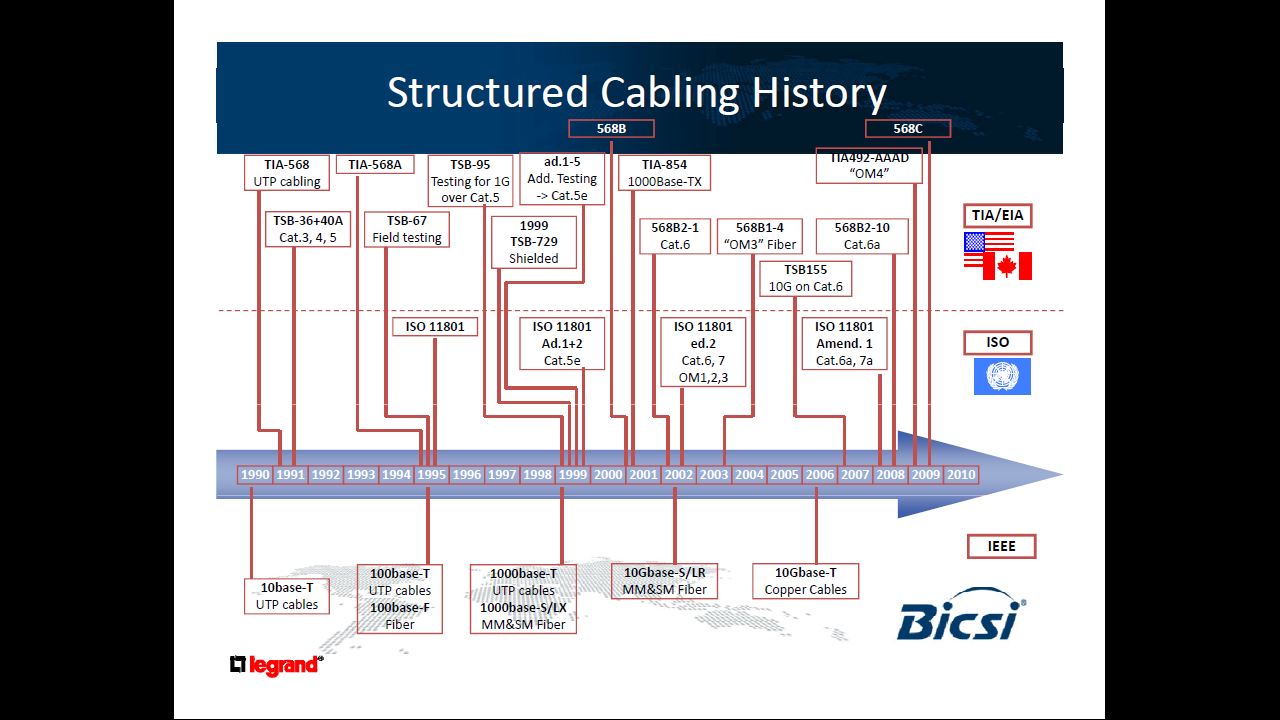 Structured Cabling History
568B
568C
TIA-568
UTP cabling
TIA-568A
TSB-95
Testing for 1G
over Cat.5
ad.1-5
Add. Testing
-> Cat.5e
TIA-854
1000Base-TX
TIA492-AAAD
“OM4”
TSB-36+40A
Cat.3, 4, 5
TSB-67
Field testing
1999
TSB-729
Shielded
568B2-1
Cat.6
568B1-4
“OM3” Fiber
568B2-10
Cat.6a
TIA/EIA
TSB155
10G on Cat.6
ISO 11801
ISO 11801
Ad.1+2
Cat.5e
ISO 11801
ed.2
Cat.6, 7
OM1,2,3
ISO 11801
Amend. 1
Cat.6a, 7a
ISO
1990 1991 1992 1993 1994 1995 1996 1997 1998 1999 2000 2001 2002 2003 2004 2005 2006 2007 2008 2009 2010
IEEE
10base-T
UTP cables
100base-T
UTP cables
100base-F
Fiber
1000base-T
UTP cables
1000base-S/LX
MM&SM Fiber
10Gbase-S/LR
MM&SM Fiber
10Gbase-T
Copper Cables
Bicsi®
legrand®